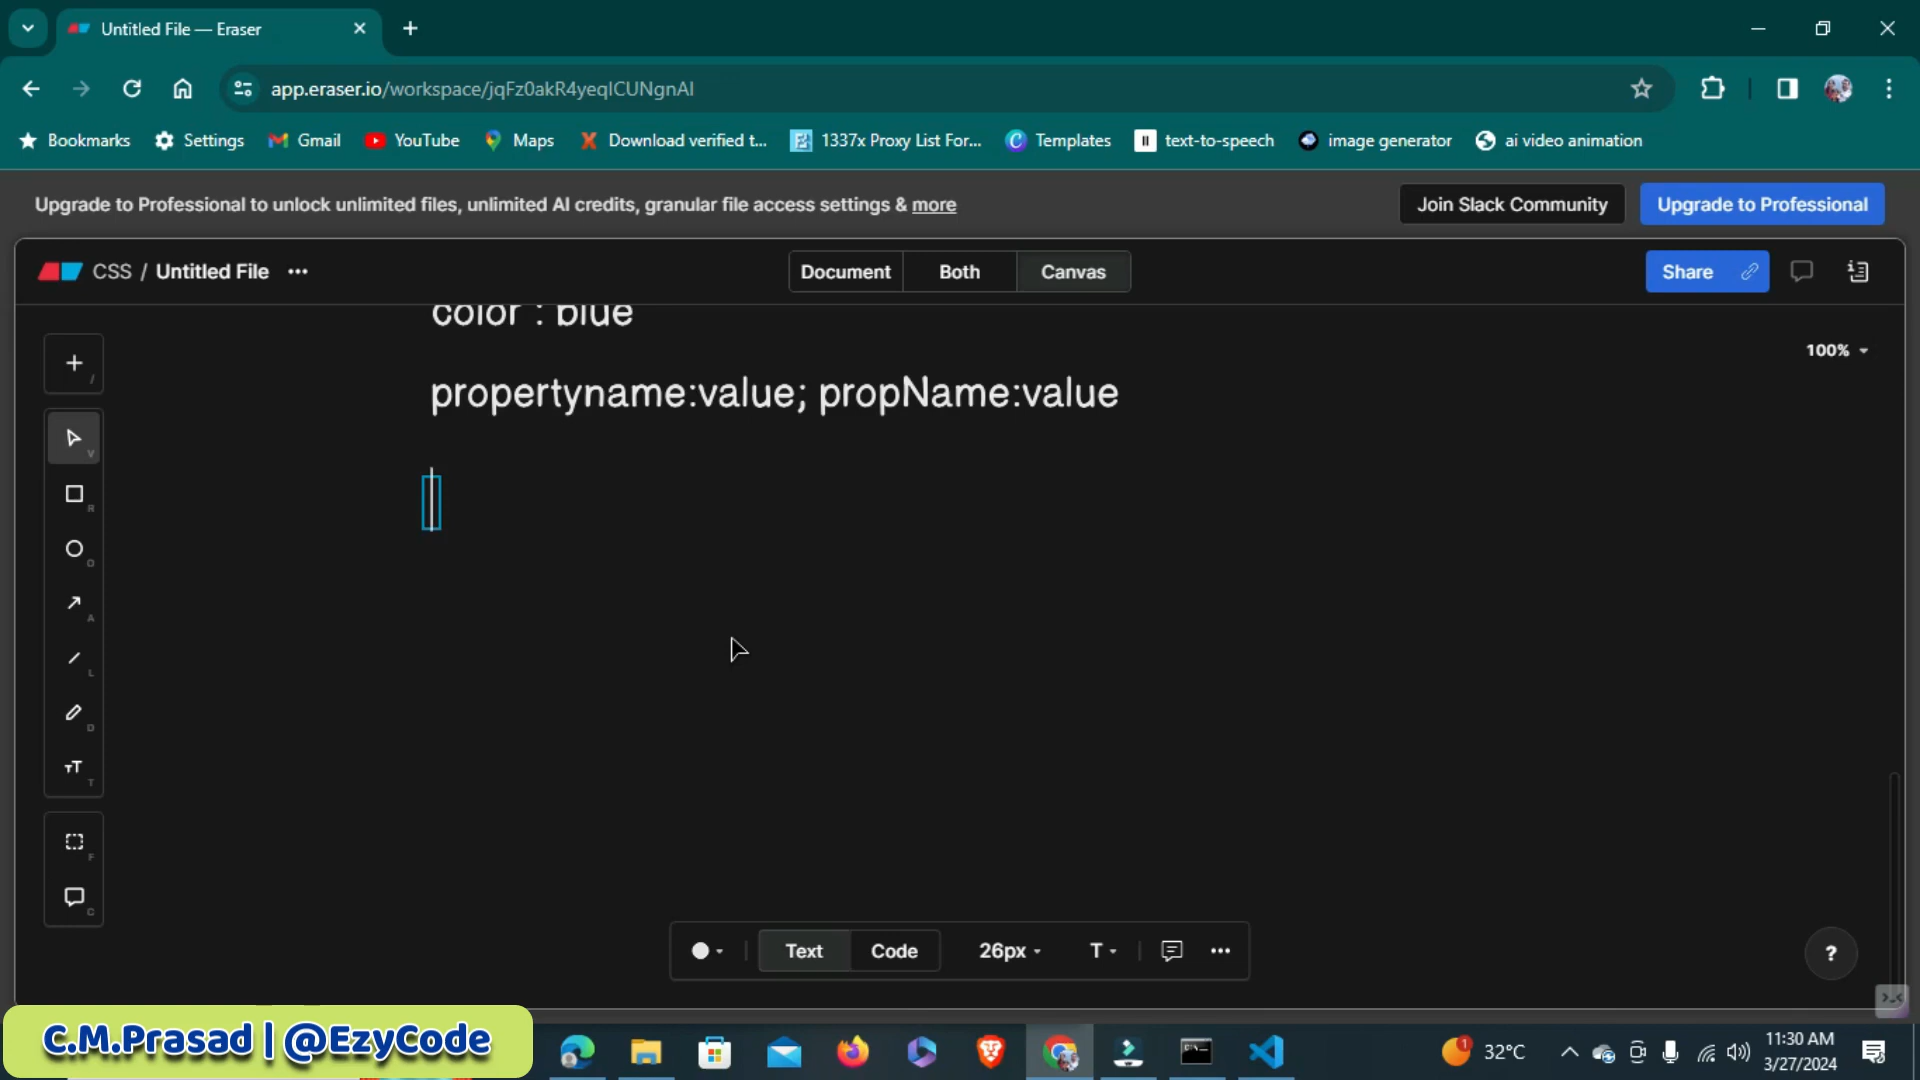 Untitled File — Eraser
app.eraser.io/workspace/jqFz0akR4yeqICUNgnAI
Bookmarks Settings Gmail YouTube Maps Download verified t... 1337x Proxy List For... Templates text-to-speech image generator ai video animation
Upgrade to Professional to unlock unlimited files, unlimited AI credits, granular file access settings & more
Join Slack Community
Upgrade to Professional
CSS / Untitled File ...
Document Both Canvas
Share
color : blue
100%
propertyname:value; propName:value
/
V
R
O
A
L
D
T
F
C
Text Code 26px T
?
C.M.Prasad | @EzyCode
1
32°C
11:30 AM
3/27/2024